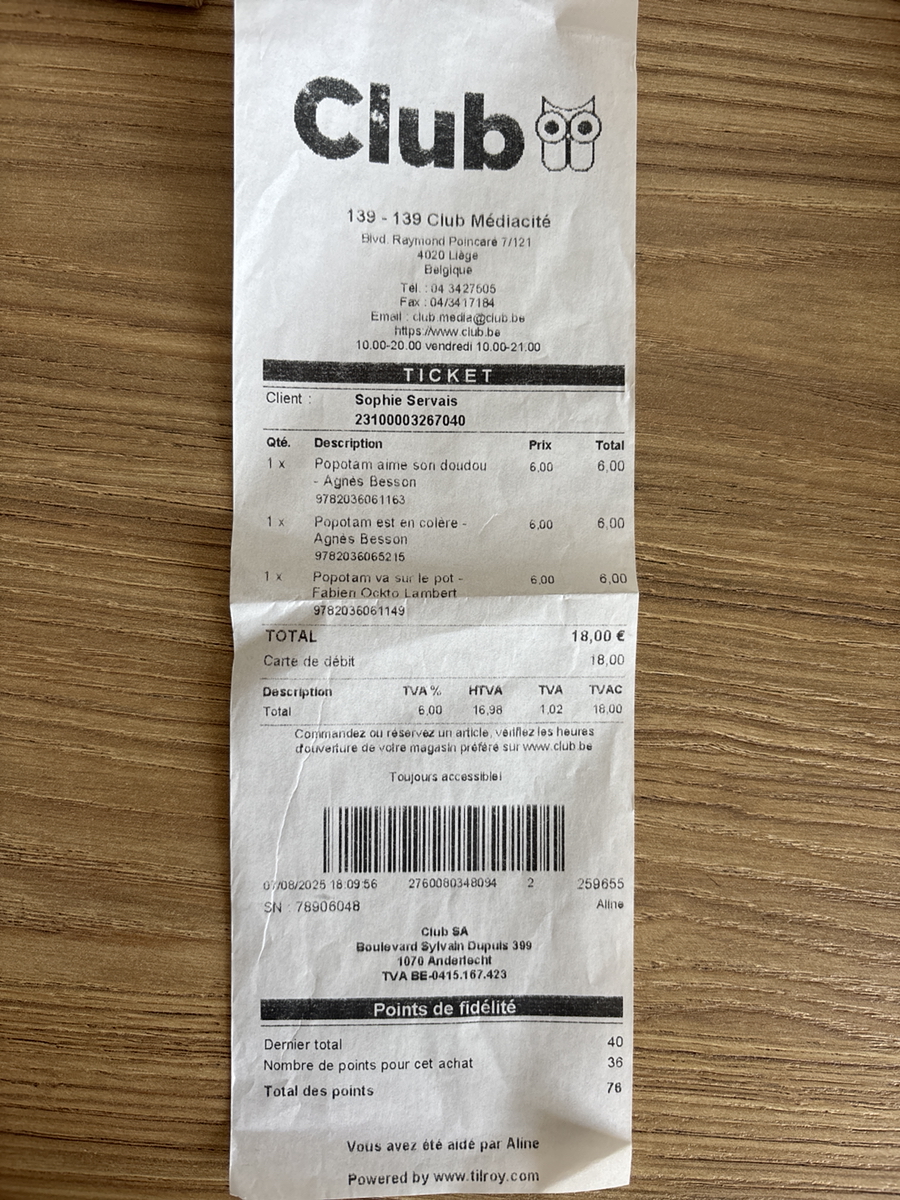 Club
139 - 139 Club Médiacité
Blvd. Raymond Poincaré 7/121
4020 Liège
Belgique
Tél. : 04 3427605
Fax : 04/3417184
Email : club.media@club.be
https://www.club.be
10.00-20.00 vendredi 10.00-21.00
TICKET
Client : Sophie Servais
23100003267040
Qté. Description Prix Total
1 x Popotam aime son doudou 6,00 6,00
- Agnès Besson
9782036061163
1 x Popotam est en colère - 6,00 6,00
Agnès Besson
9782036065215
1 x Popotam va sur le pot - 6,00 6,00
Fabien Ockto Lambert
9782036061149
TOTAL 18,00 €
Carte de débit 18,00
Description TVA % HTVA TVA TVAC
Total 6,00 16,98 1,02 18,00
Commandez ou réservez un article, vérifiez les heures
d'ouverture de votre magasin préféré sur www.club.be
Toujours accessible!
07/08/2025 18:09:56 2760080348094 2 259655
SN : 78906048 Aline
Club SA
Boulevard Sylvain Dupuis 399
1070 Anderlecht
TVA BE-0415.167.423
Points de fidélité
Dernier total 40
Nombre de points pour cet achat 36
Total des points 76
Vous avez été aidé par Aline
Powered by www.tilroy.com